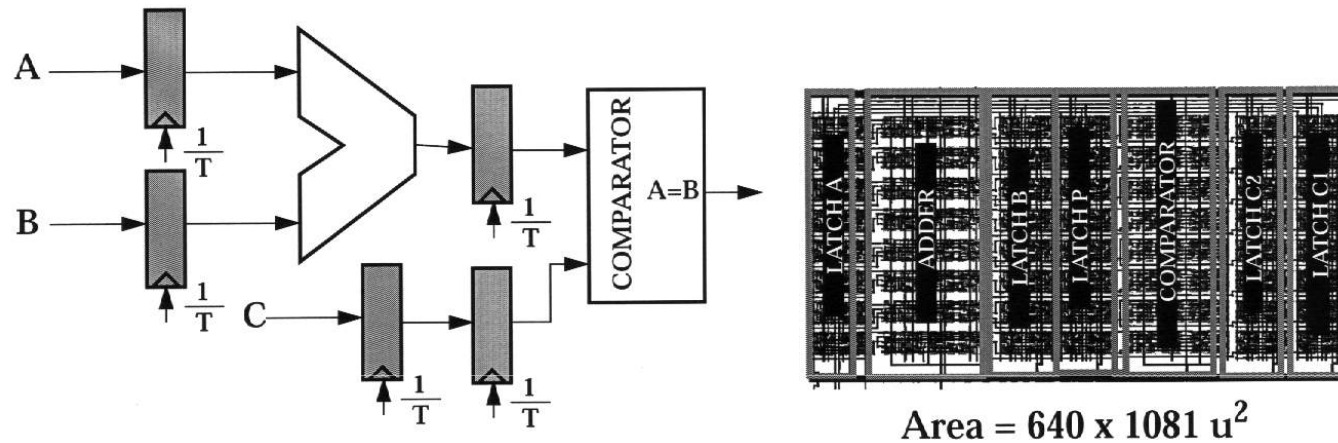 A
1
T
B
1
T
C
1
T
1
T
1
T
COMPARATOR
A=B
LATCH A
ADDER
LATCH B
LATCH P
COMPARATOR
LATCH C2
LATCH C1
Area = 640 x 1081 u²